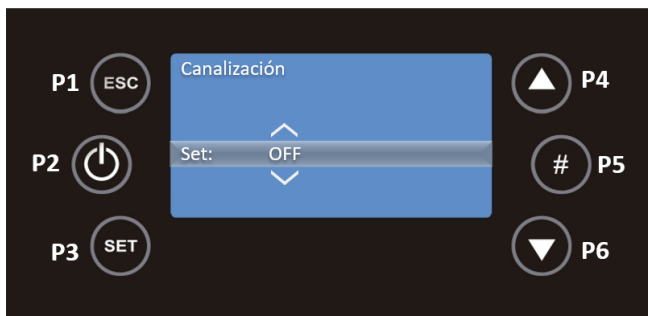 P1 ESC
Canalización
P4
P2
Set: OFF
# P5
P3 SET
P6